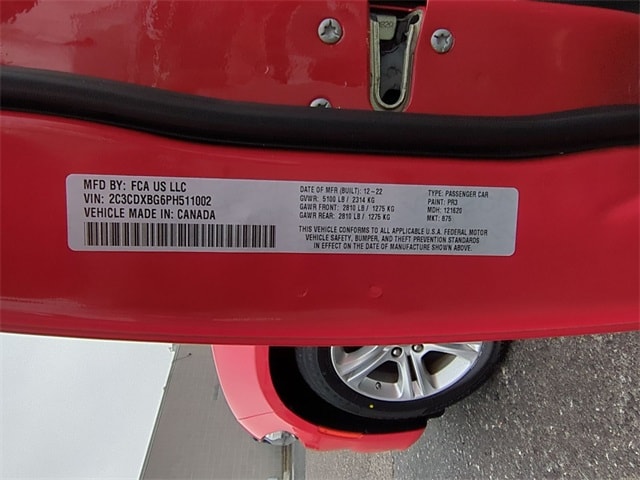 MFD BY: FCA US LLC
VIN: 2C3CDXBG6PH511002
VEHICLE MADE IN: CANADA
DATE OF MFR (BUILT): 12-22
GVWR: 5100 LB / 2314 KG
GAWR FRONT: 2810 LB / 1275 KG
GAWR REAR: 2810 LB / 1275 KG
TYPE: PASSENGER CAR
PAINT: PR3
MDH: 121620
MKT: 875
THIS VEHICLE CONFORMS TO ALL APPLICABLE U.S.A. FEDERAL MOTOR
VEHICLE SAFETY, BUMPER, AND THEFT PREVENTION STANDARDS
IN EFFECT ON THE DATE OF MANUFACTURE SHOWN ABOVE.